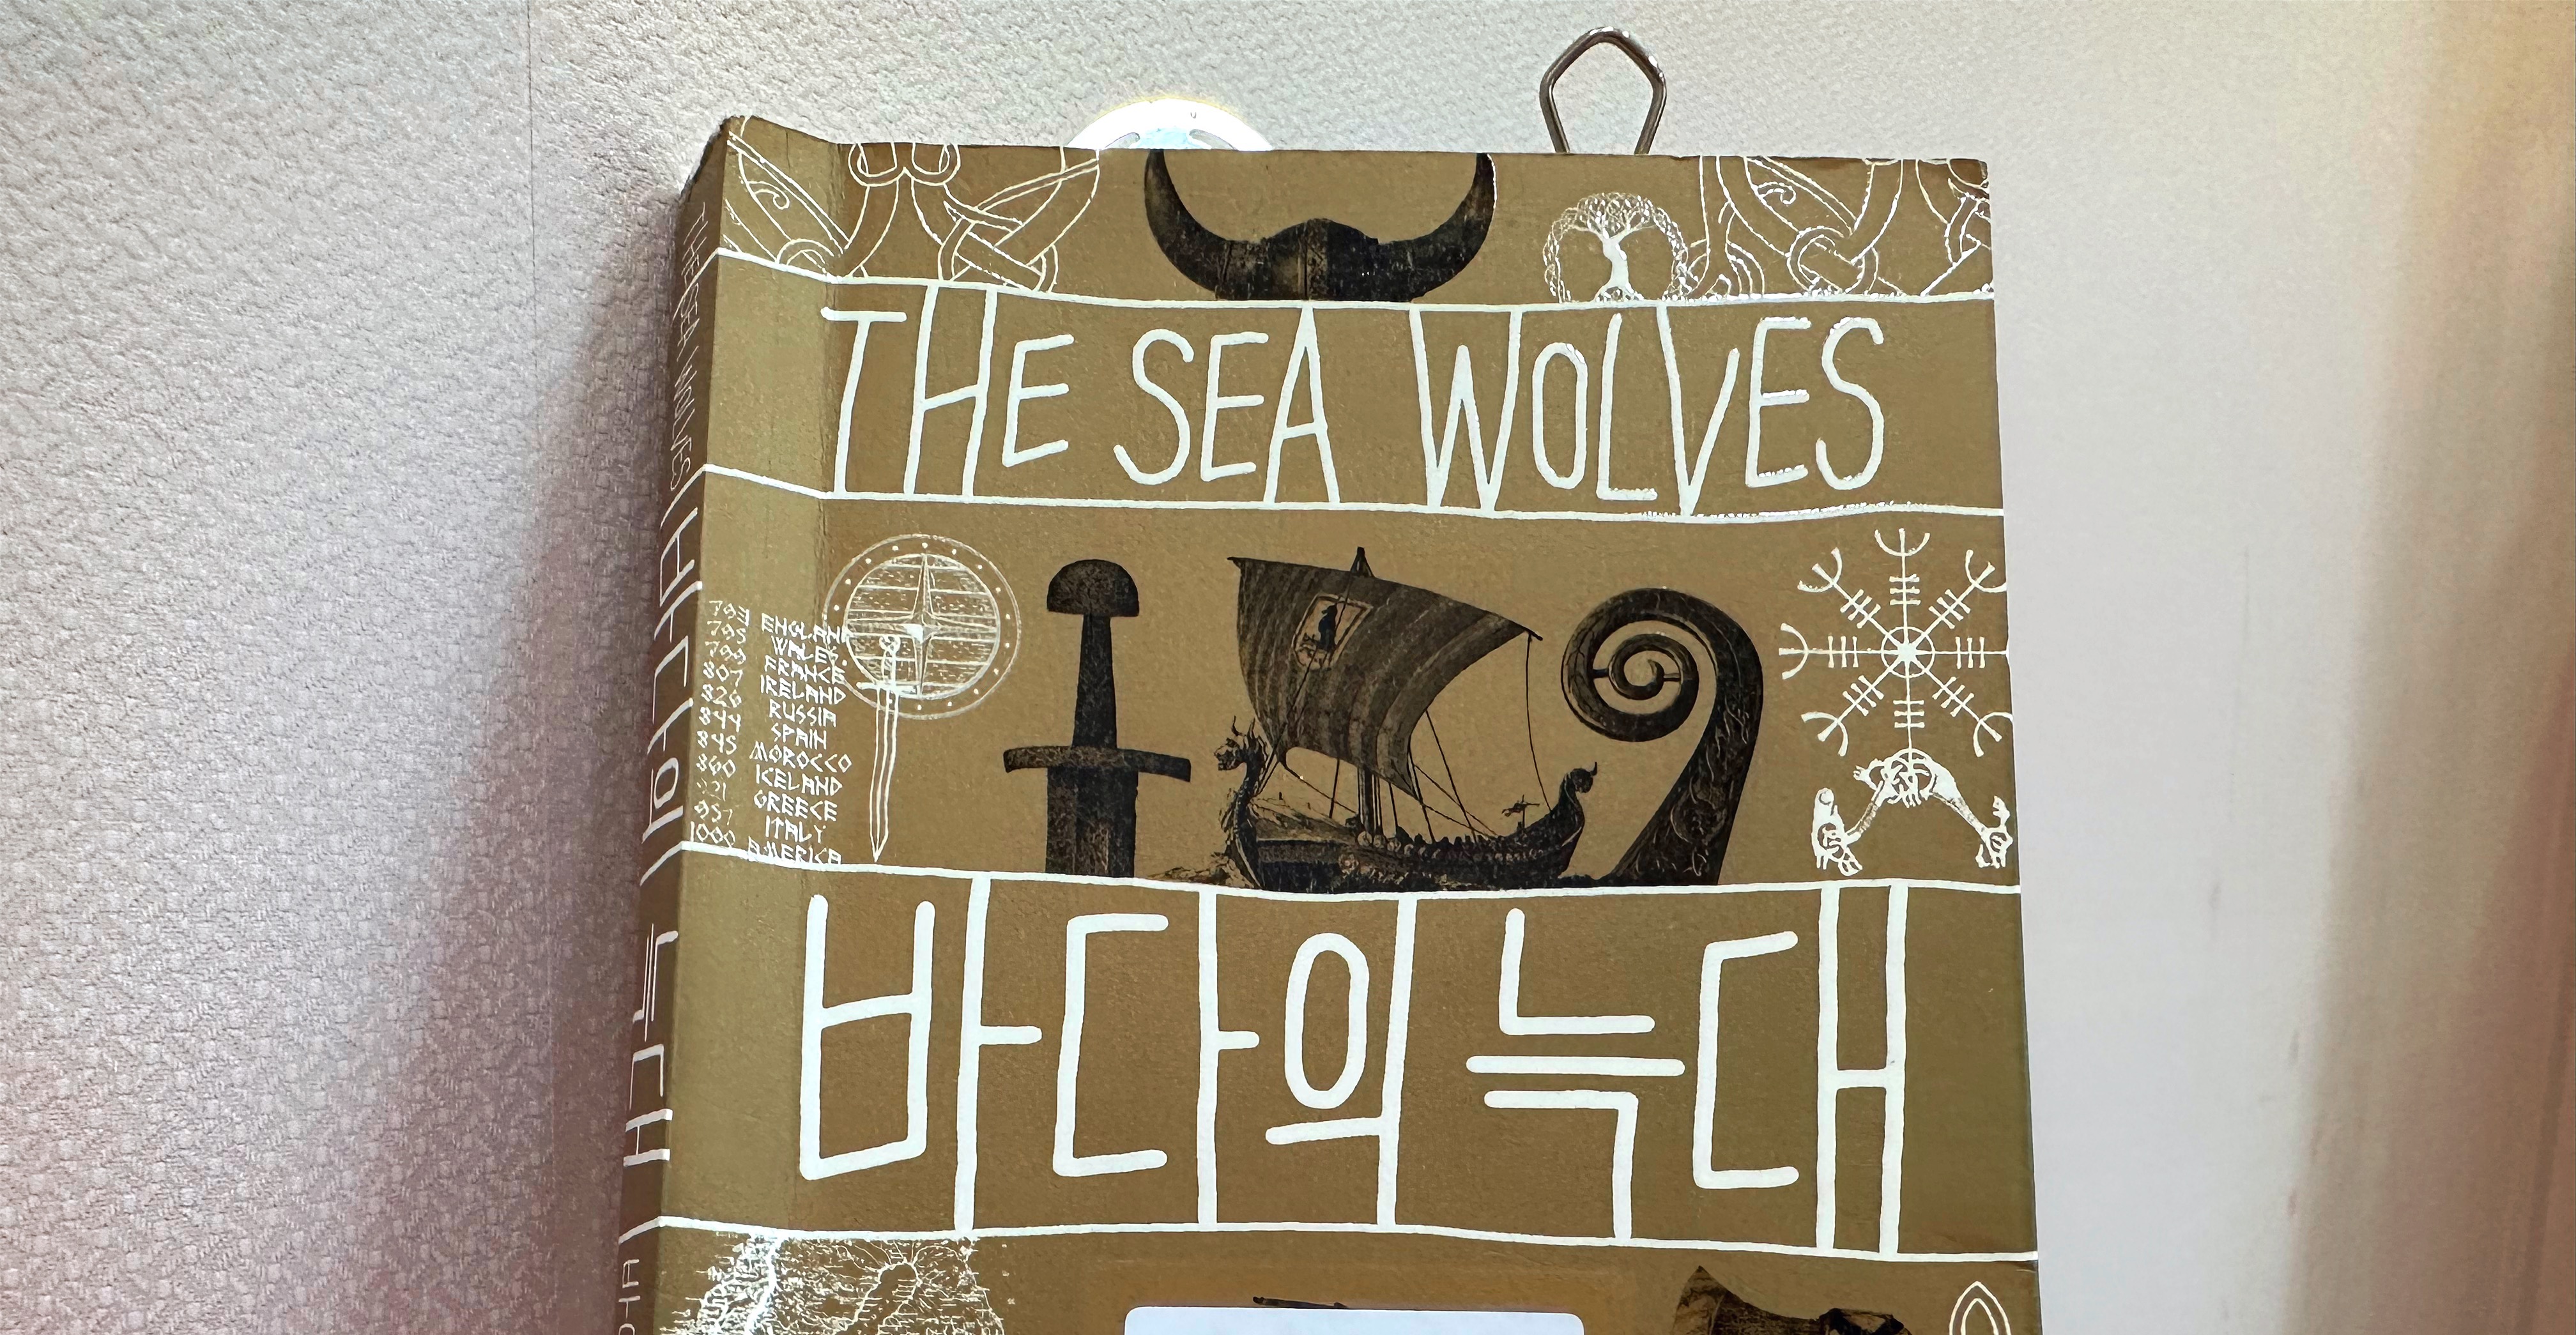 THE SEA WOLVES
793 ENGLAND
795 WALES
799 FRANCE
807 IRELAND
826 RUSSIA
844 SPAIN
845 MOROCCO
860 ICELAND
921 GREECE
957 ITALY
1000 AMERICA
바다의 늑대
THE SEA WOLVES
바다의 늑대